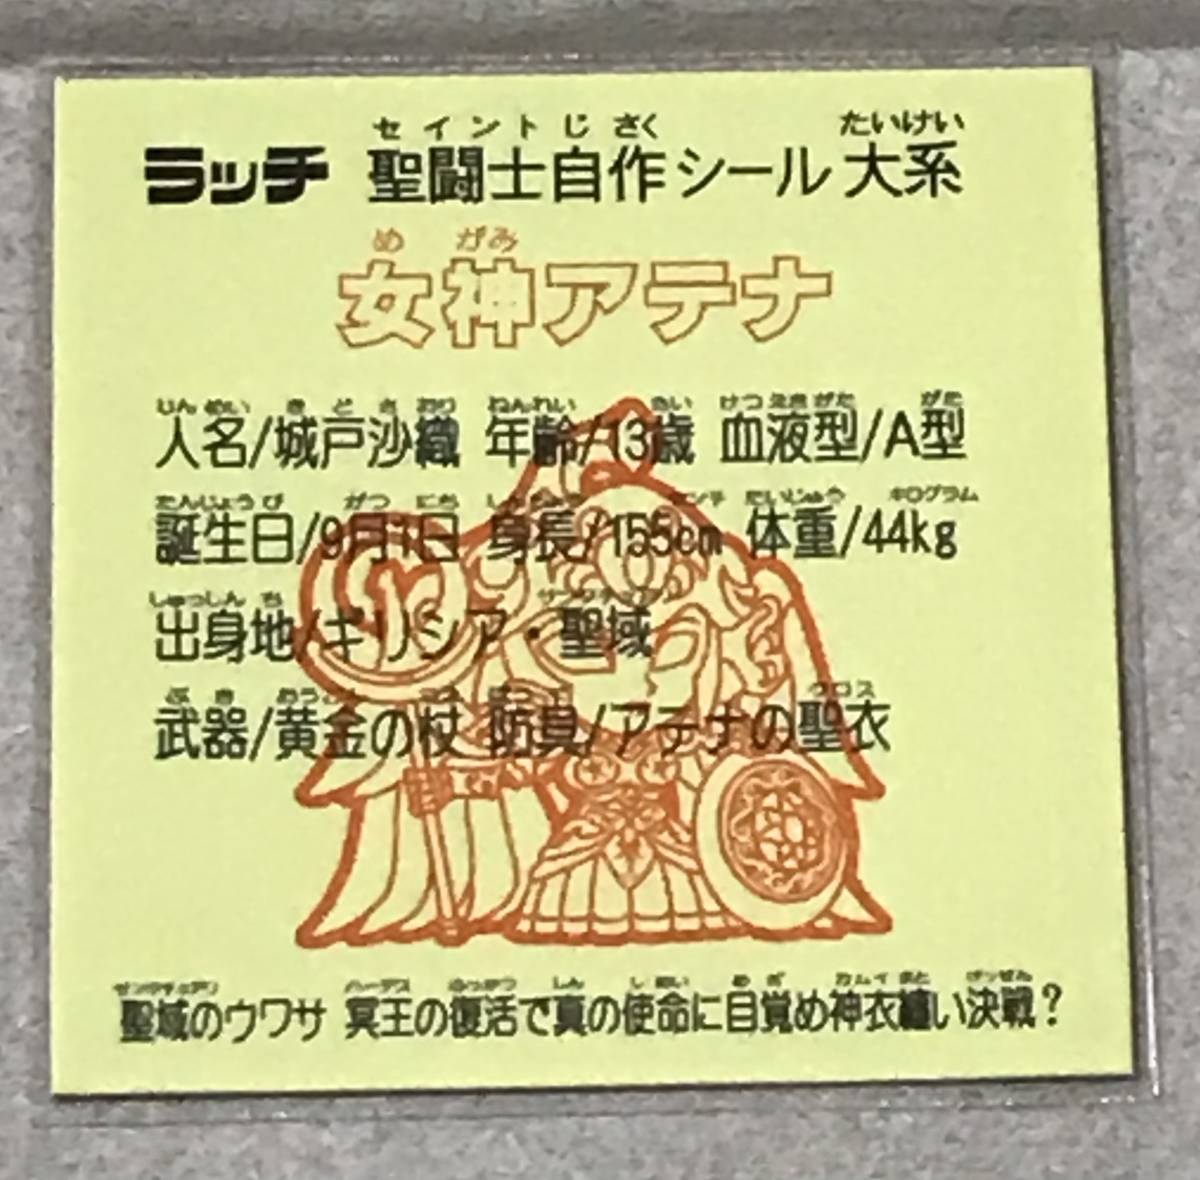 ラッチ 聖闘士自作シール大系
女神アテナ
人名/城戸沙織 年齢/13歳 血液型/A型
誕生日/9月1日 身長/155cm 体重/44kg
出身地/ギリシア・聖域
武器/黄金の杖 防具/アテナの聖衣
聖域のウワサ 冥王の復活で真の使命に目覚め神衣纏い決戦？